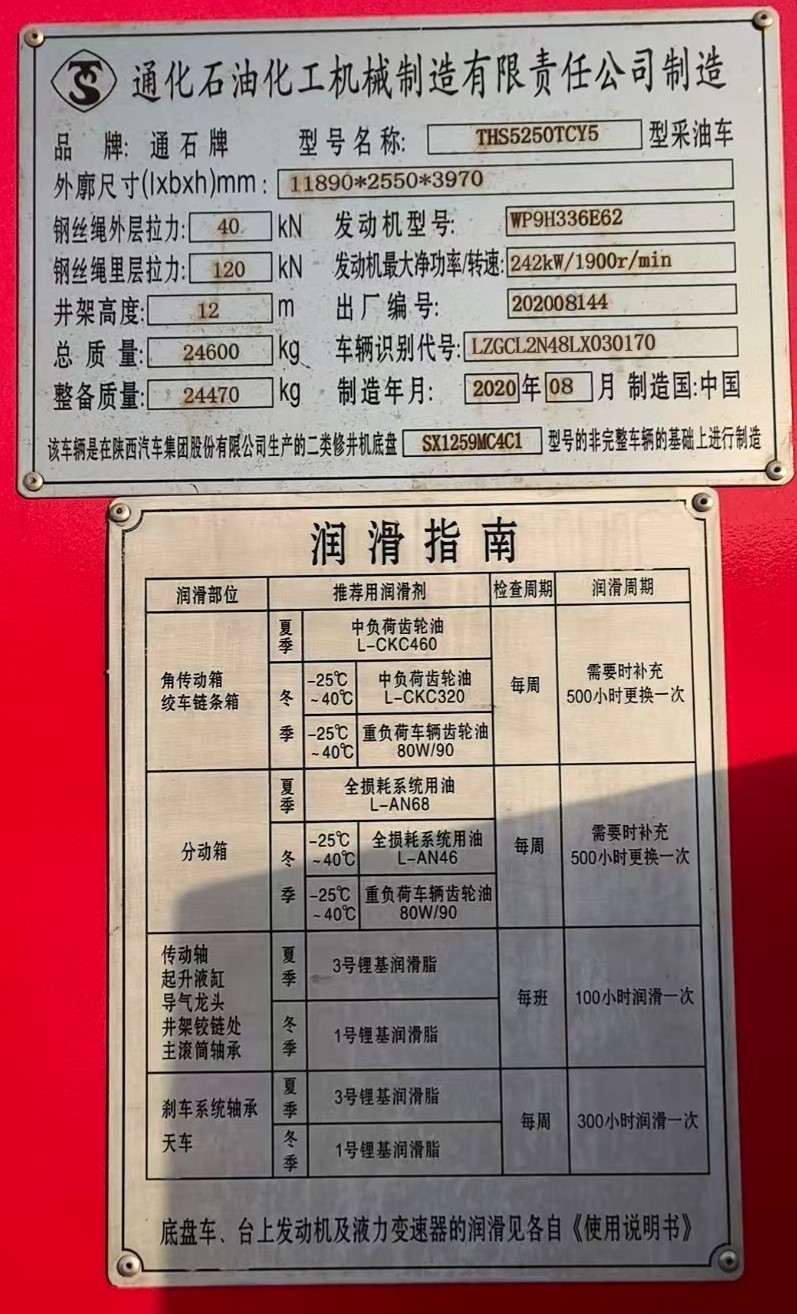 通化石油化工机械制造有限责任公司制造
品 牌: 通石牌 型号名称: THS5250TCY5 型采油车
外廓尺寸(lxbxh)mm: 11890*2550*3970
钢丝绳外层拉力: 40 kN 发动机型号: WP9H336E62
钢丝绳里层拉力: 120 kN 发动机最大净功率/转速: 242kW/1900r/min
井架高度: 12 m 出厂编号: 202008144
总 质 量: 24600 kg 车辆识别代号: LZGCL2N48LX030170
整备质量: 24470 kg 制造年月: 2020 年 08 月 制造国:中国
该车辆是在陕西汽车集团股份有限公司生产的二类修井机底盘 SX1259MC4C1 型号的非完整车辆的基础上进行制造
润滑指南
润滑部位 推荐用润滑剂 检查周期 润滑周期
角传动箱
绞车链条箱
夏季 中负荷齿轮油
L-CKC460
冬季 -25℃
~40℃ 中负荷齿轮油
L-CKC320
-25℃
~40℃ 重负荷车辆齿轮油
80W/90
每周
需要时补充
500小时更换一次
分动箱
夏季 全损耗系统用油
L-AN68
冬季 -25℃
~40℃ 全损耗系统用油
L-AN46
-25℃
~40℃ 重负荷车辆齿轮油
80W/90
每周
需要时补充
500小时更换一次
传动轴
起升液缸
导气龙头
井架铰链处
主滚筒轴承
夏季 3号锂基润滑脂
冬季 1号锂基润滑脂
每班
100小时润滑一次
刹车系统轴承
天车
夏季 3号锂基润滑脂
冬季 1号锂基润滑脂
每周
300小时润滑一次
底盘车、台上发动机及液力变速器的润滑见各自《使用说明书》